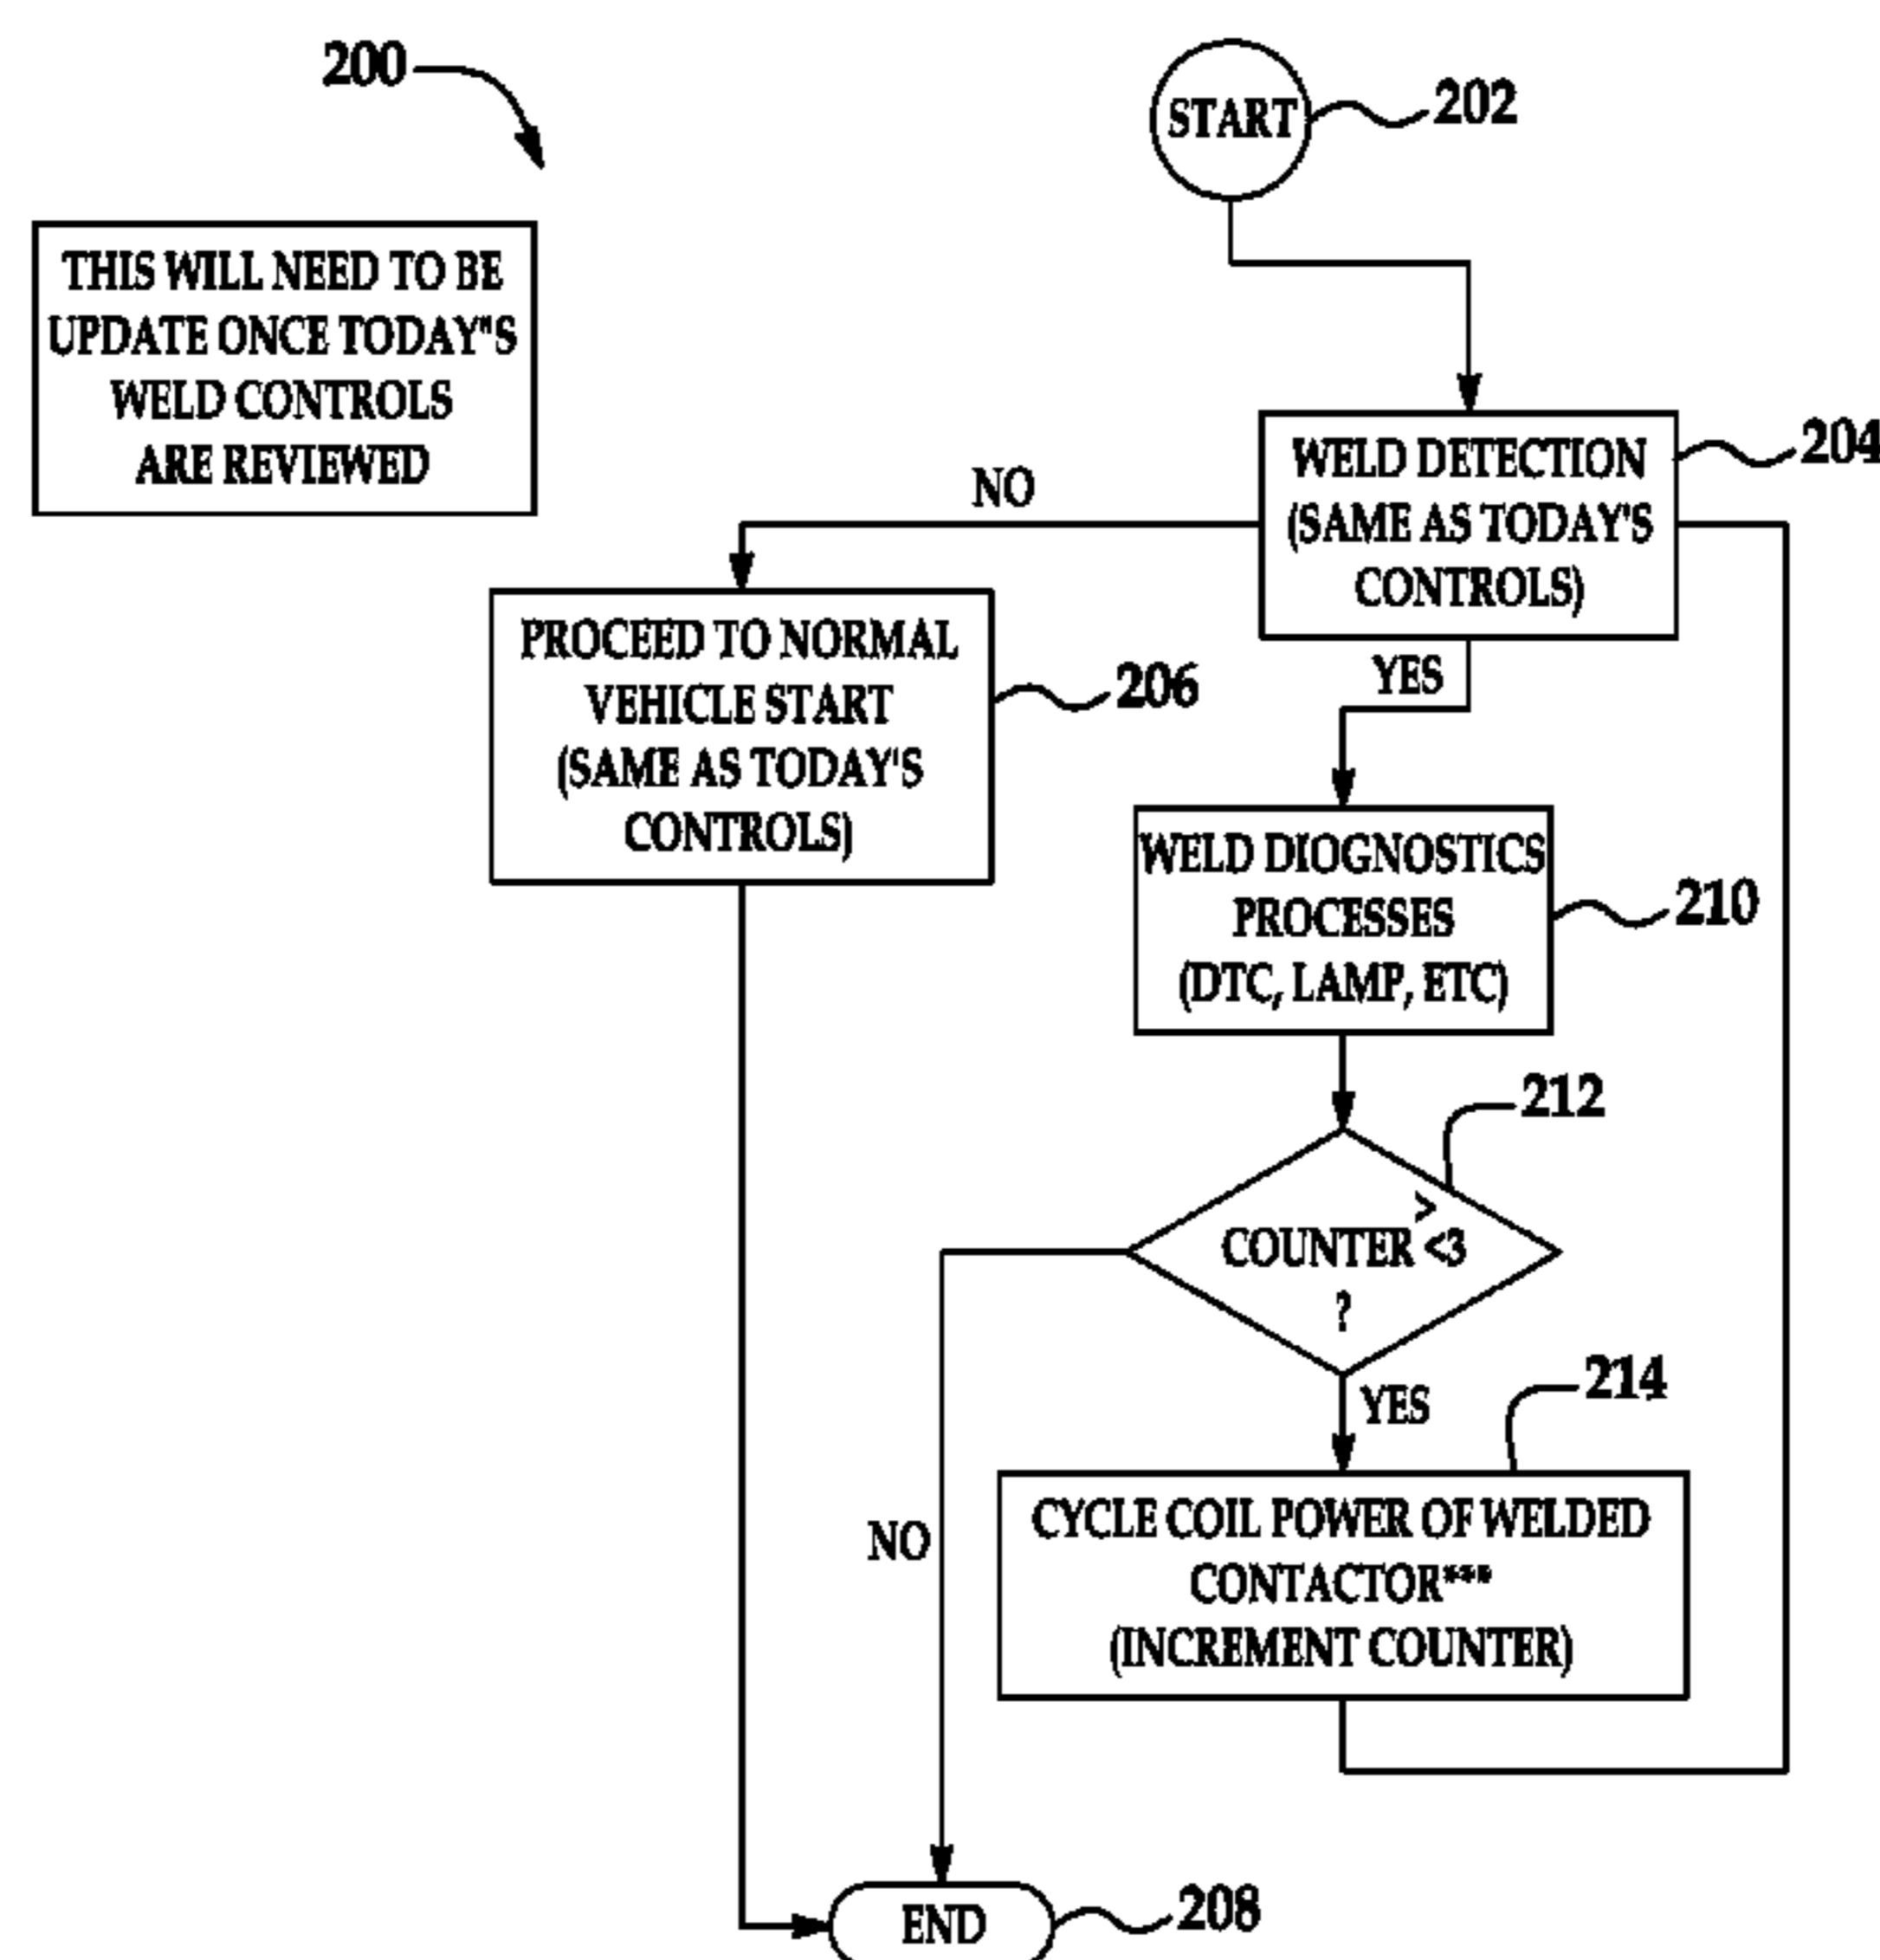 200
START
202
THIS WILL NEED TO BE
UPDATE ONCE TODAY"S
WELD CONTROLS
ARE REVIEWED
WELD DETECTION
(SAME AS TODAY'S
CONTROLS)
204
NO
YES
PROCEED TO NORMAL
VEHICLE START
(SAME AS TODAY'S
CONTROLS)
206
WELD DIOGNOSTICS
PROCESSES
(DTC, LAMP, ETC)
210
212
>
COUNTER <3
?
YES
214
NO
CYCLE COIL POWER OF WELDED
CONTACTOR***
(INCREMENT COUNTER)
END
208